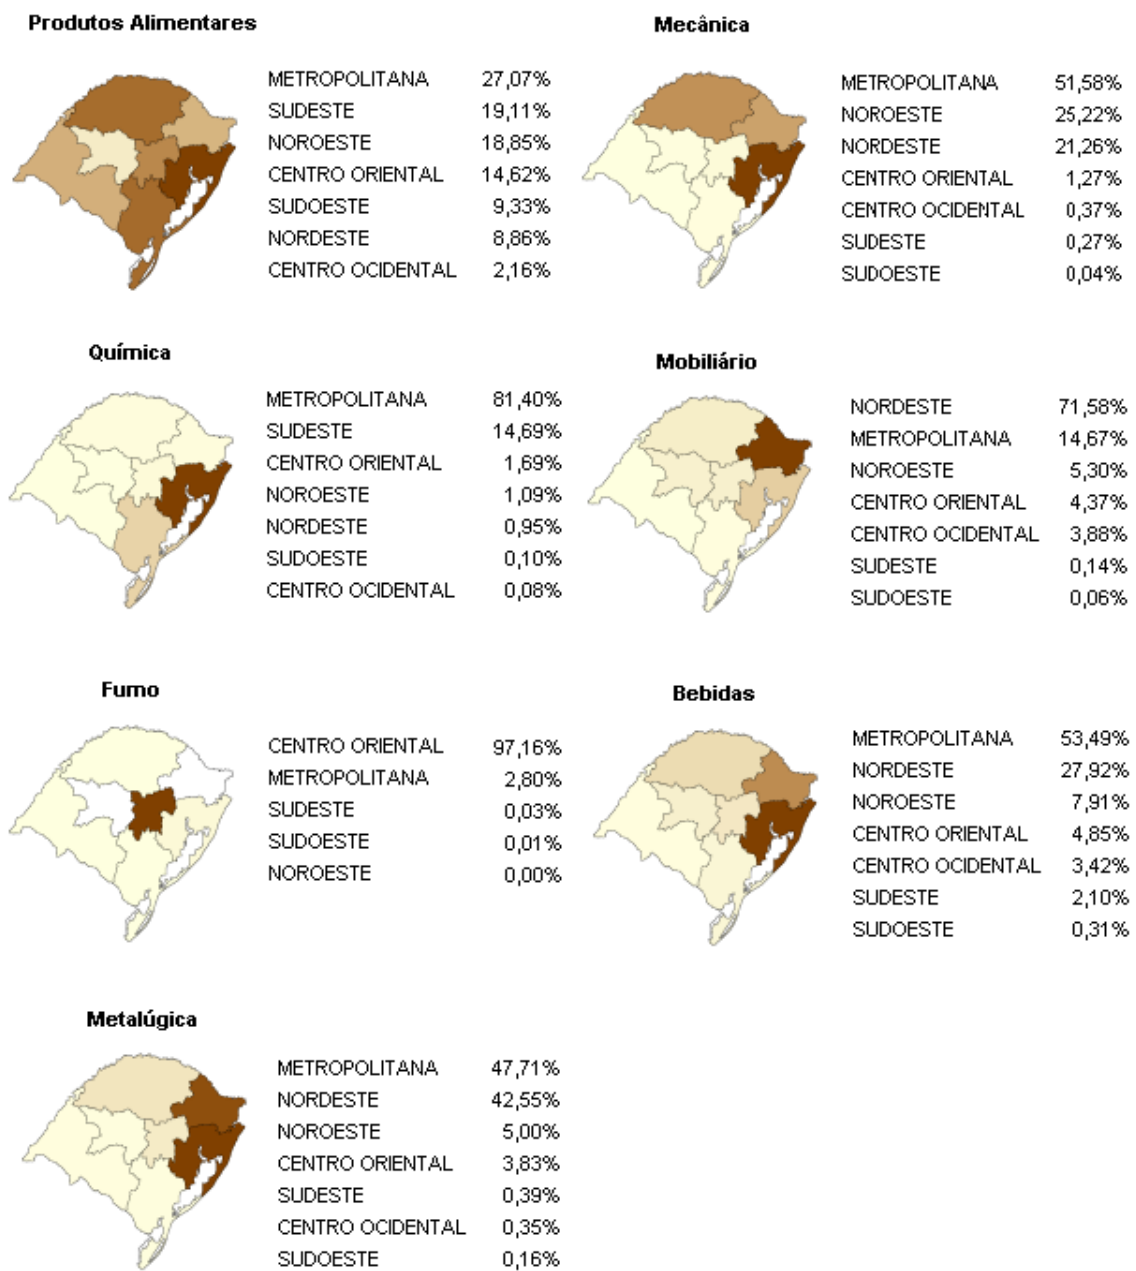 Produtos Alimentares
METROPOLITANA 27,07%
SUDESTE 19,11%
NOROESTE 18,85%
CENTRO ORIENTAL 14,62%
SUDOESTE 9,33%
NORDESTE 8,86%
CENTRO OCIDENTAL 2,16%
Mecânica
METROPOLITANA 51,58%
NOROESTE 25,22%
NORDESTE 21,26%
CENTRO ORIENTAL 1,27%
CENTRO OCIDENTAL 0,37%
SUDESTE 0,27%
SUDOESTE 0,04%
Química
METROPOLITANA 81,40%
SUDESTE 14,69%
CENTRO ORIENTAL 1,69%
NOROESTE 1,09%
NORDESTE 0,95%
SUDOESTE 0,10%
CENTRO OCIDENTAL 0,08%
Mobiliário
NORDESTE 71,58%
METROPOLITANA 14,67%
NOROESTE 5,30%
CENTRO ORIENTAL 4,37%
CENTRO OCIDENTAL 3,88%
SUDESTE 0,14%
SUDOESTE 0,06%
Fumo
CENTRO ORIENTAL 97,16%
METROPOLITANA 2,80%
SUDESTE 0,03%
SUDOESTE 0,01%
NOROESTE 0,00%
Bebidas
METROPOLITANA 53,49%
NORDESTE 27,92%
NOROESTE 7,91%
CENTRO ORIENTAL 4,85%
CENTRO OCIDENTAL 3,42%
SUDESTE 2,10%
SUDOESTE 0,31%
Metalúgica
METROPOLITANA 47,71%
NORDESTE 42,55%
NOROESTE 5,00%
CENTRO ORIENTAL 3,83%
SUDESTE 0,39%
CENTRO OCIDENTAL 0,35%
SUDOESTE 0,16%